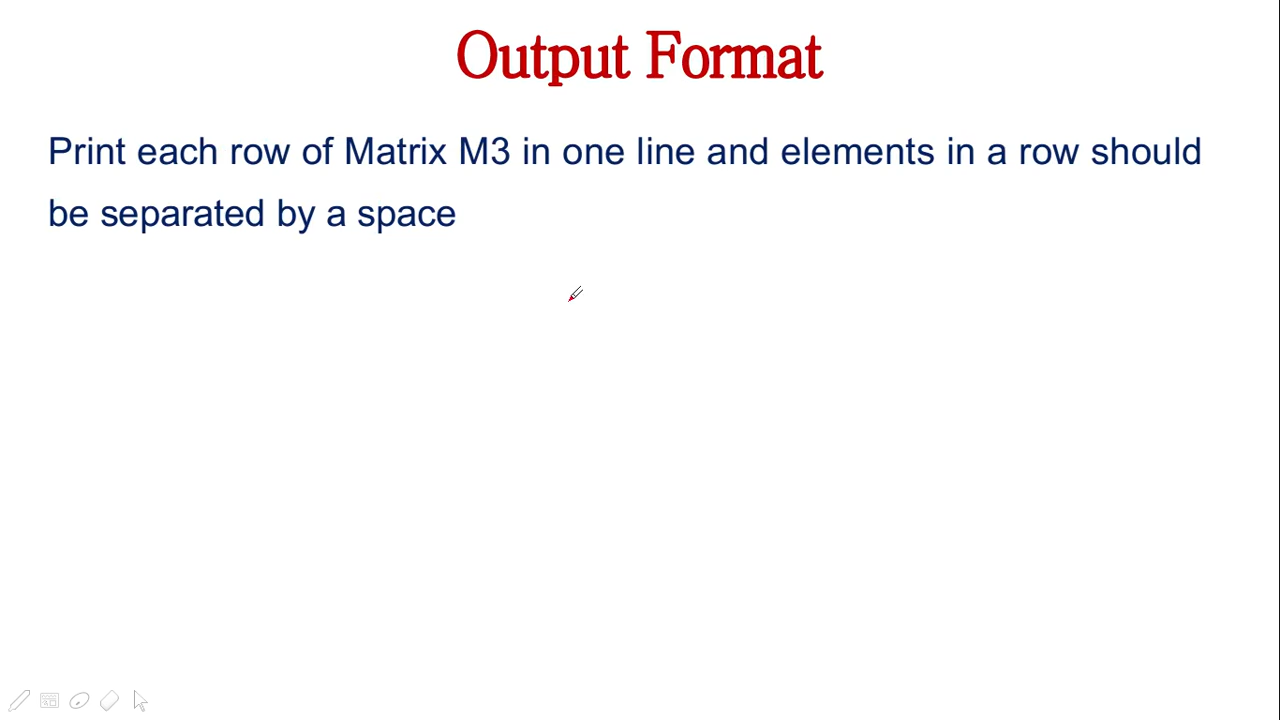 Output Format
Print each row of Matrix M3 in one line and elements in a row should
be separated by a space